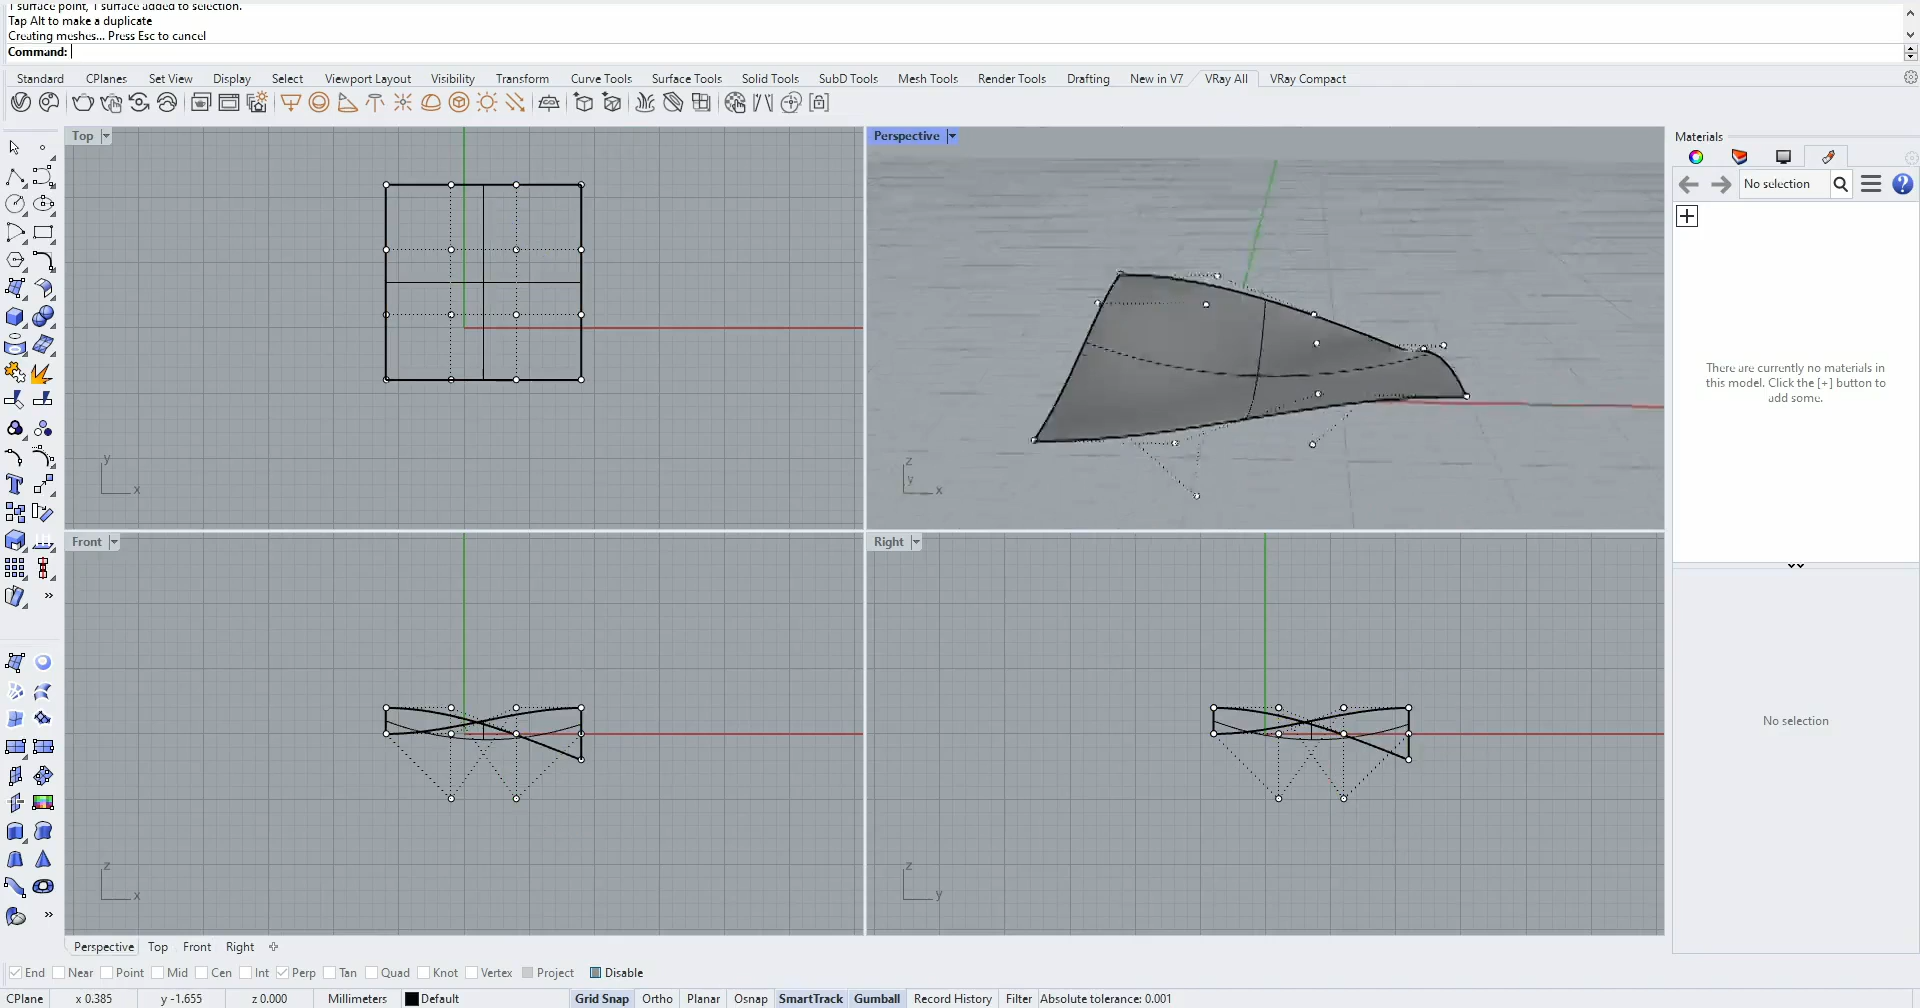 1 surface point, 1 surface added to selection.
Tap Alt to make a duplicate
Creating meshes... Press Esc to cancel
Command:
Standard CPlanes Set View Display Select Viewport Layout Visibility Transform Curve Tools Surface Tools Solid Tools SubD Tools Mesh Tools Render Tools Drafting New in V7 VRay All VRay Compact
Top
Perspective
Materials
No selection
There are currently no materials in
this model. Click the [+] button to
add some.
y
x
z
y
x
Front
Right
No selection
z
x
z
y
Perspective Top Front Right
End Near Point Mid Cen Int Perp Tan Quad Knot Vertex Project Disable
CPlane x 0.385 y -1.655 z 0.000 Millimeters Default Grid Snap Ortho Planar Osnap SmartTrack Gumball Record History Filter Absolute tolerance: 0.001